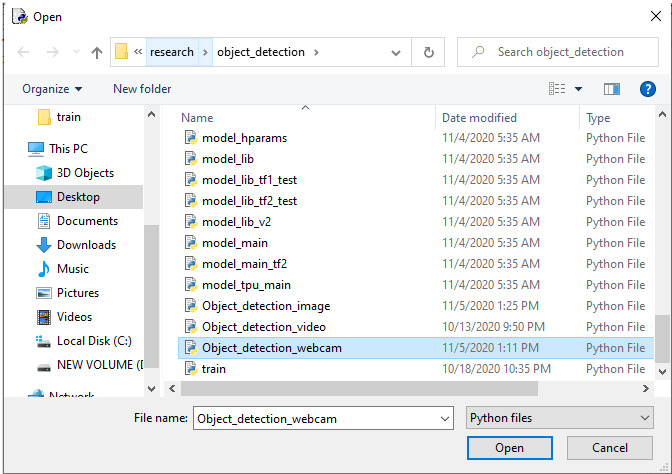 Open
« research › object_detection ›
Search object_detection
Organize New folder
Name Date modified Type
train
This PC
3D Objects
Desktop
Documents
Downloads
Music
Pictures
Videos
Local Disk (C:)
NEW VOLUME (D
Network
model_hparams 11/4/2020 5:35 AM Python File
model_lib 11/4/2020 5:35 AM Python File
model_lib_tf1_test 11/4/2020 5:35 AM Python File
model_lib_tf2_test 11/4/2020 5:35 AM Python File
model_lib_v2 11/4/2020 5:35 AM Python File
model_main 11/4/2020 5:35 AM Python File
model_main_tf2 11/4/2020 5:35 AM Python File
model_tpu_main 11/4/2020 5:35 AM Python File
Object_detection_image 11/5/2020 1:25 PM Python File
Object_detection_video 10/13/2020 9:50 PM Python File
Object_detection_webcam 11/5/2020 1:11 PM Python File
train 10/18/2020 10:35 PM Python File
File name: Object_detection_webcam Python files
Open Cancel